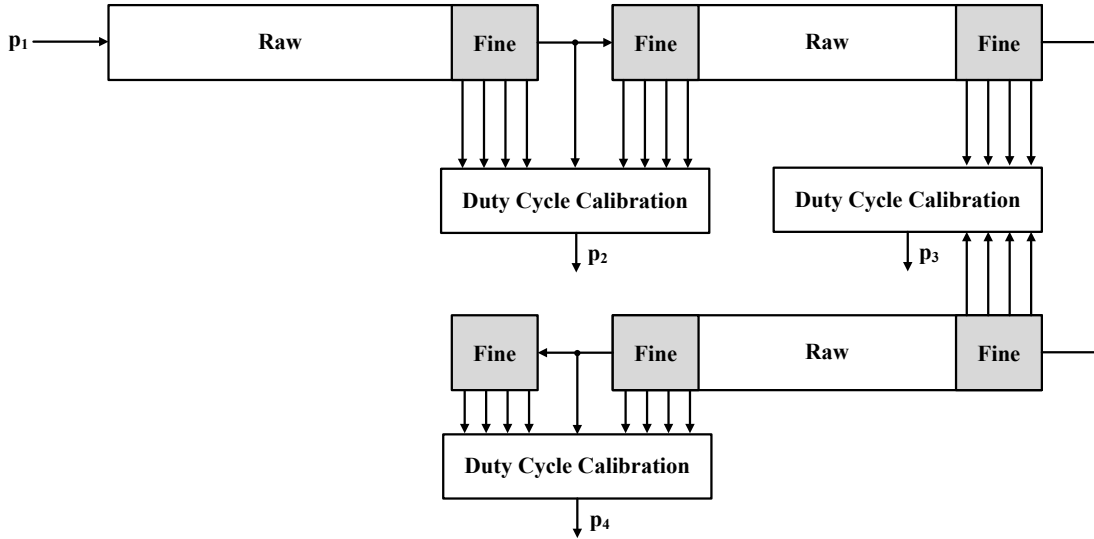 p₁
Raw
Fine
Fine
Raw
Fine
Duty Cycle Calibration
Duty Cycle Calibration
p₂
p₃
Fine
Fine
Raw
Fine
Duty Cycle Calibration
p₄